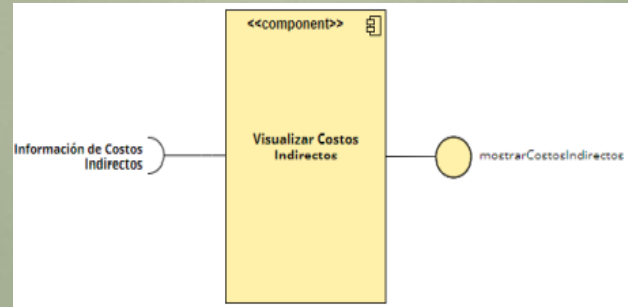 <<component>>
Información de Costos
Indirectos
Visualizar Costos
Indirectos
mostrarCostosIndirectos